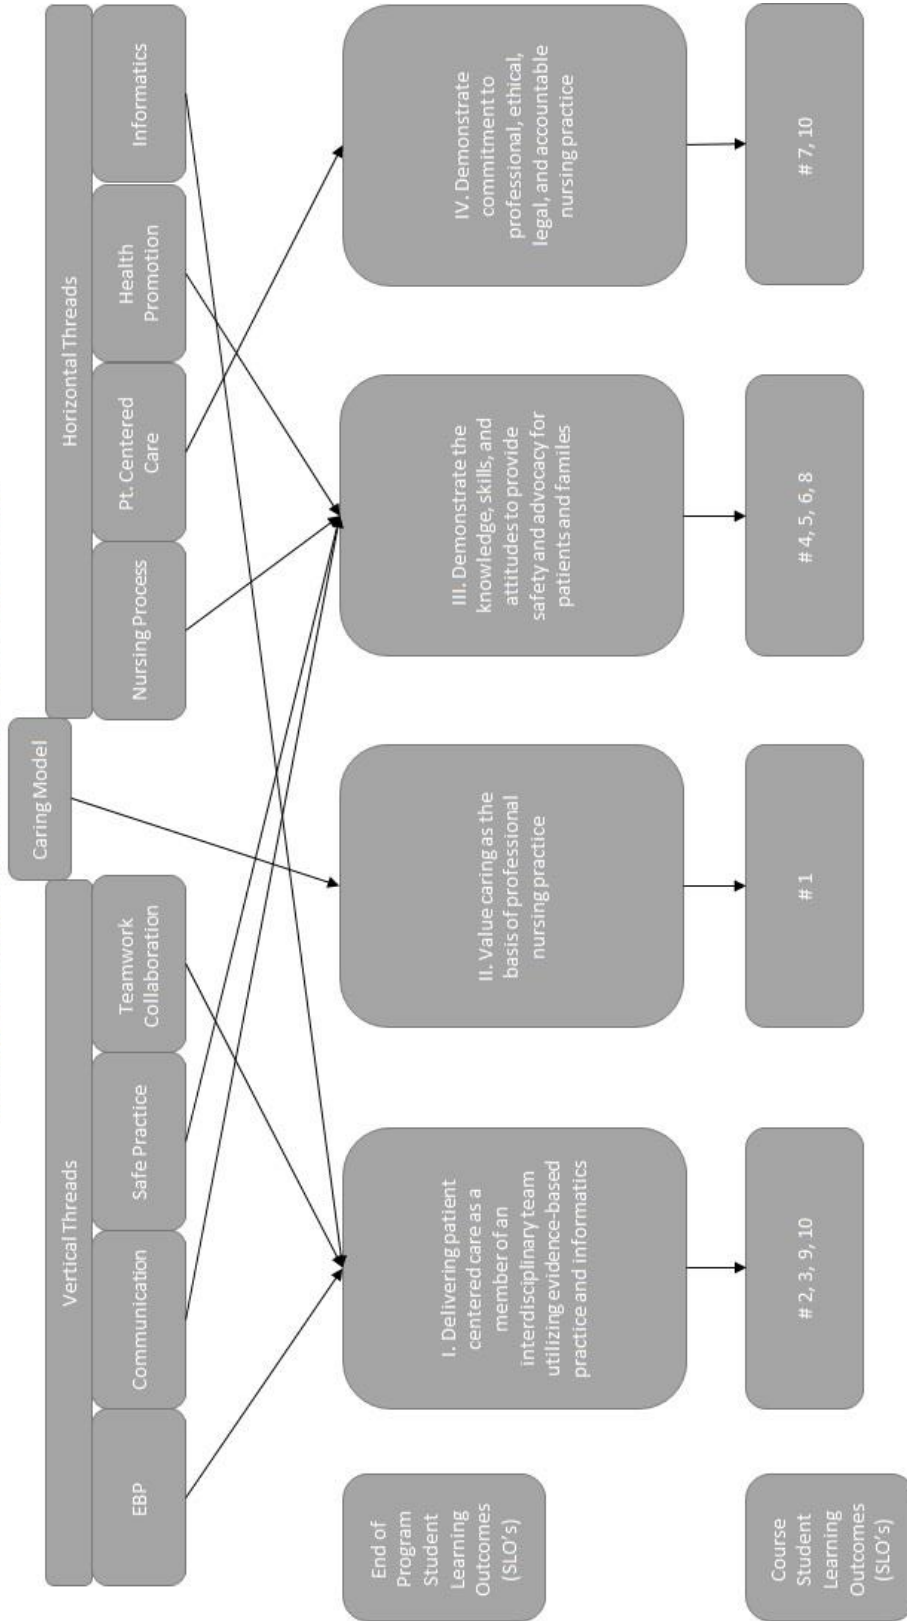 Caring Model
Vertical Threads
Horizontal Threads
EBP
Communication
Safe Practice
Teamwork
Collaboration
Nursing Process
Pt. Centered
Care
Health
Promotion
Informatics
End of
Program
Student
Learning
Outcomes
(SLO's)
I. Delivering patient
centered care as a
member of an
interdisciplinary team
utilizing evidence-based
practice and informatics
II. Value caring as the
basis of professional
nursing practice
III. Demonstrate the
knowledge, skills, and
attitudes to provide
safety and advocacy for
patients and familes
IV. Demonstrate
commitment to
professional, ethical,
legal, and accountable
nursing practice
Course
Student
Learning
Outcomes
(SLO's)
# 2, 3, 9, 10
# 1
# 4, 5, 6, 8
# 7, 10